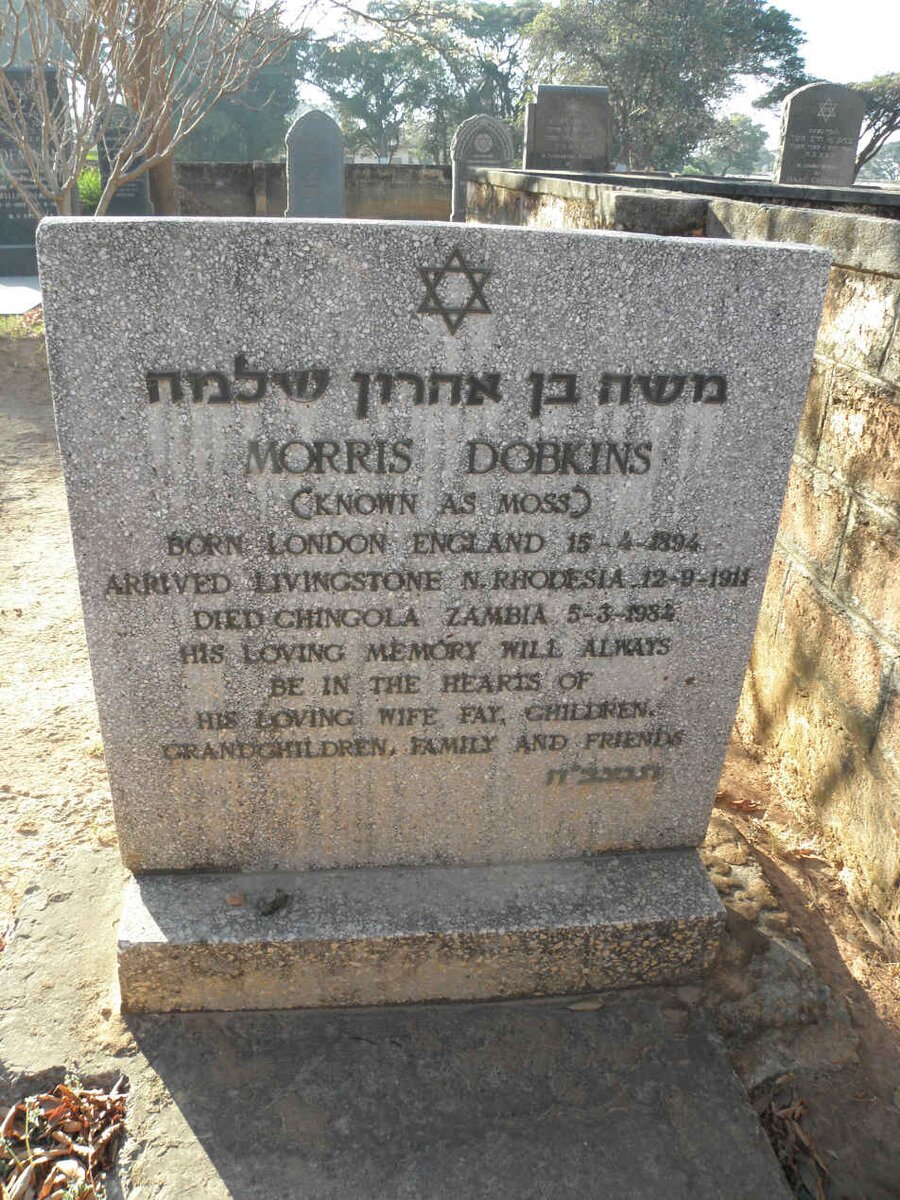 משה בן אהרון שלמה
MORRIS DOBKINS
(KNOWN AS MOSS)
BORN LONDON ENGLAND 15-4-1894
ARRIVED LIVINGSTONE N. RHODESIA 12-9-1911
DIED CHINGOLA ZAMBIA 5-3-1984
HIS LOVING MEMORY WILL ALWAYS
BE IN THE HEARTS OF
HIS LOVING WIFE FAY, CHILDREN,
GRANDCHILDREN, FAMILY AND FRIENDS